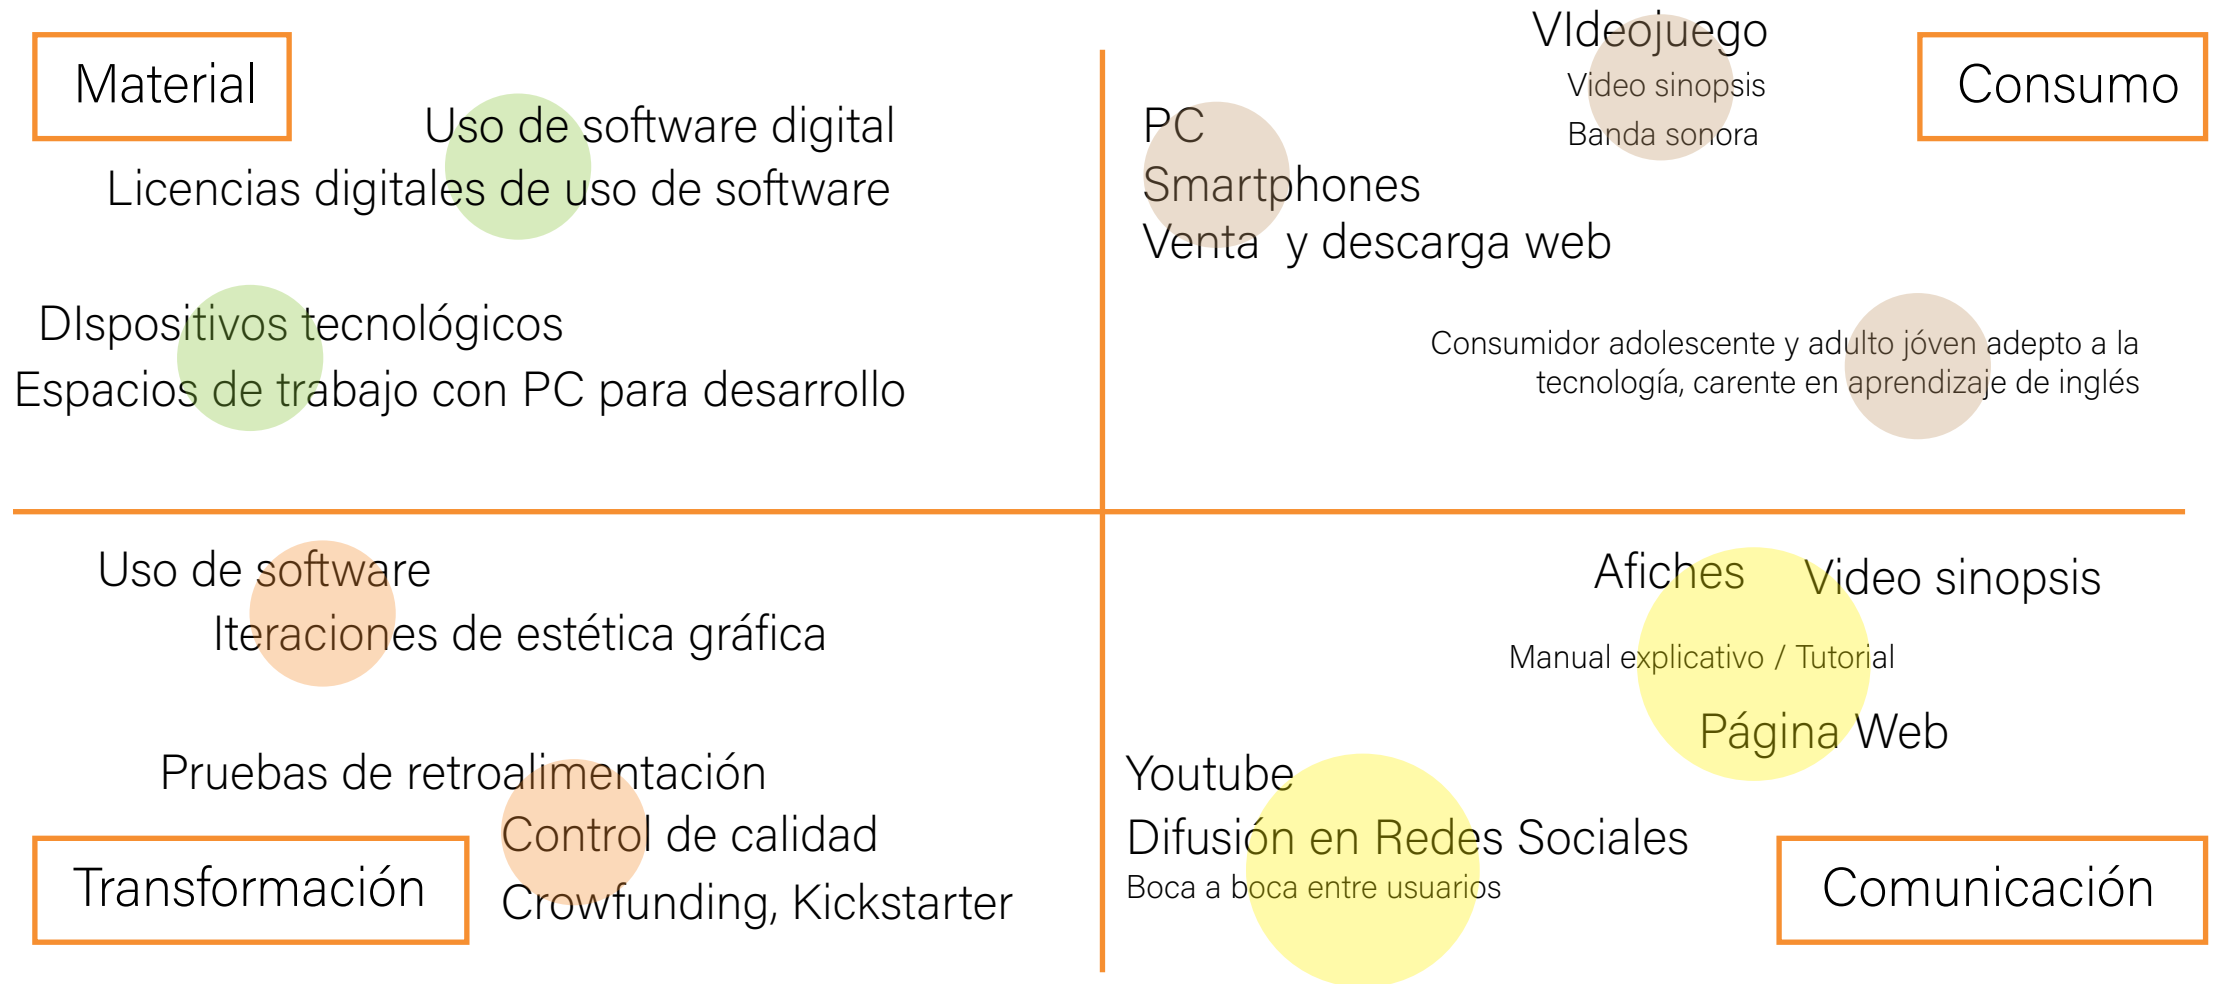 Material
Uso de software digital
Licencias digitales de uso de software
DIspositivos tecnológicos
Espacios de trabajo con PC para desarrollo
VIdeojuego
Video sinopsis
Banda sonora
Consumo
PC
Smartphones
Venta y descarga web
Consumidor adolescente y adulto jóven adepto a la
tecnología, carente en aprendizaje de inglés
Uso de software
Iteraciones de estética gráfica
Pruebas de retroalimentación
Control de calidad
Crowfunding, Kickstarter
Transformación
Afiches
Video sinopsis
Manual explicativo / Tutorial
Página Web
Youtube
Difusión en Redes Sociales
Boca a boca entre usuarios
Comunicación